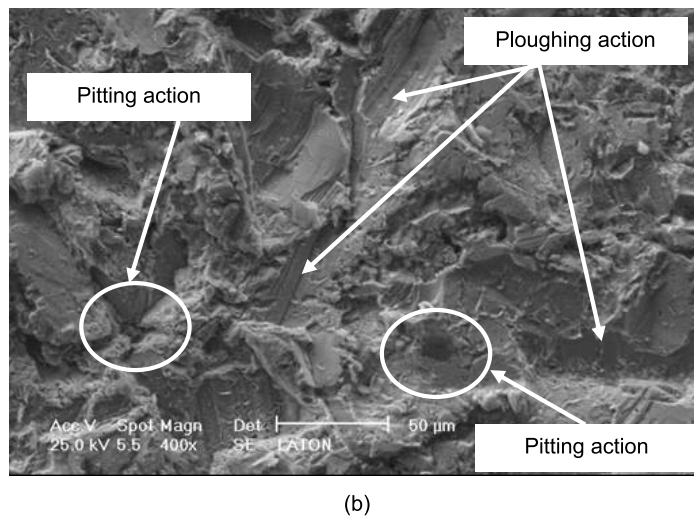 Ploughing action
Pitting action
Acc.V Spot Magn Det 50 µm
25.0 kV 5.5 400x SE LATON
Pitting action
(b)